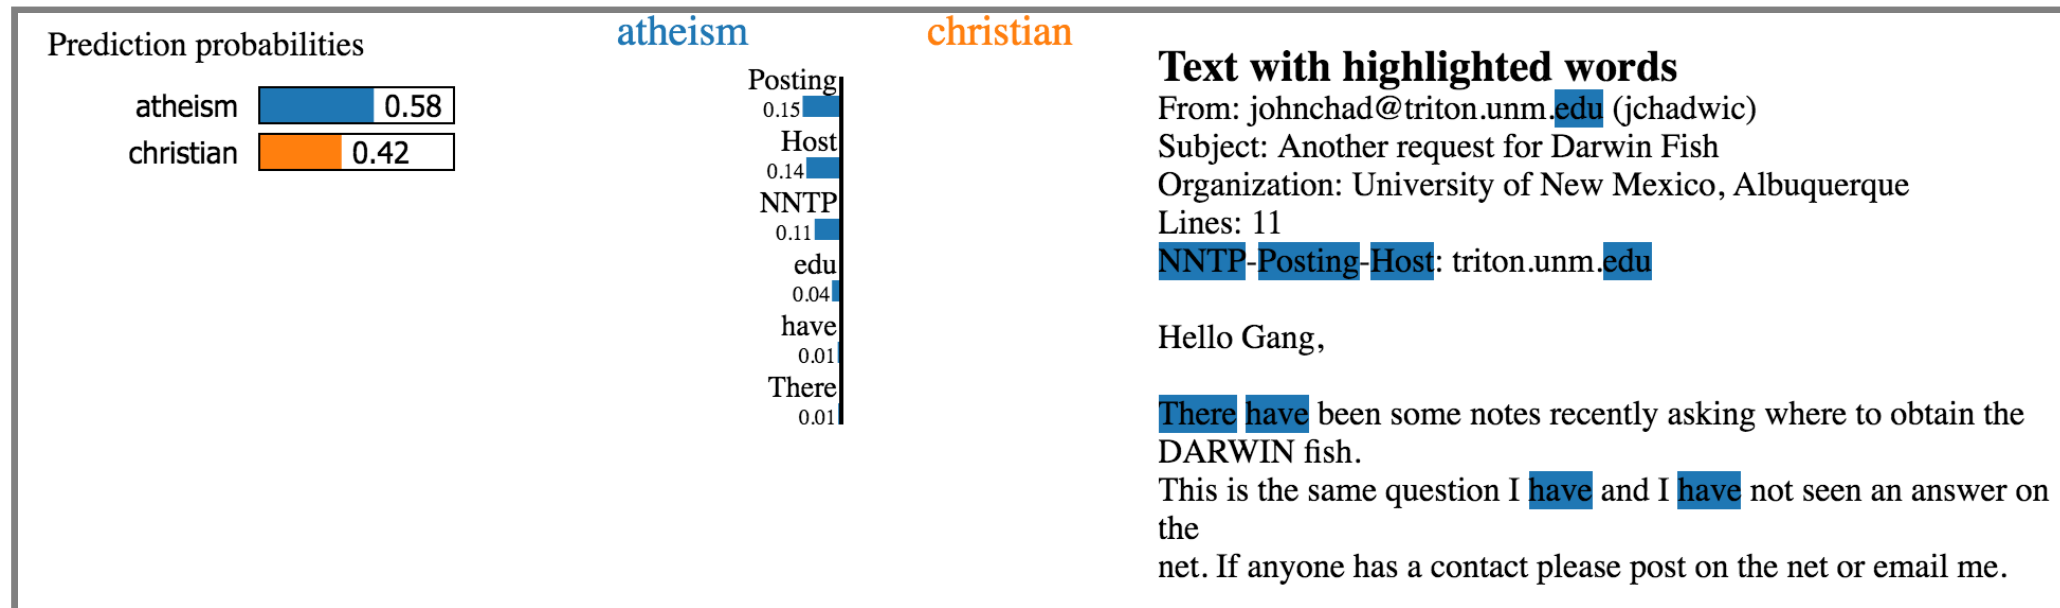 Prediction probabilities
atheism 0.58
christian 0.42
atheism christian
Posting
0.15
Host
0.14
NNTP
0.11
edu
0.04
have
0.01
There
0.01
Text with highlighted words
From: johnchad@triton.unm.edu (jchadwic)
Subject: Another request for Darwin Fish
Organization: University of New Mexico, Albuquerque
Lines: 11
NNTP-Posting-Host: triton.unm.edu
Hello Gang,
There have been some notes recently asking where to obtain the
DARWIN fish.
This is the same question I have and I have not seen an answer on
the
net. If anyone has a contact please post on the net or email me.